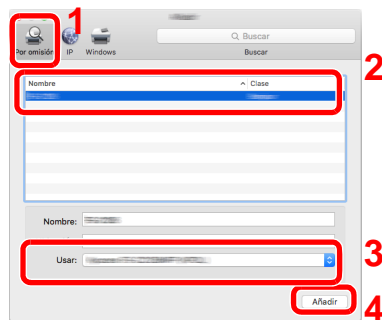 1
Buscar
Por omisión IP Windows Buscar
2
Nombre Clase
Nombre:
3
Usar:
Añadir
4